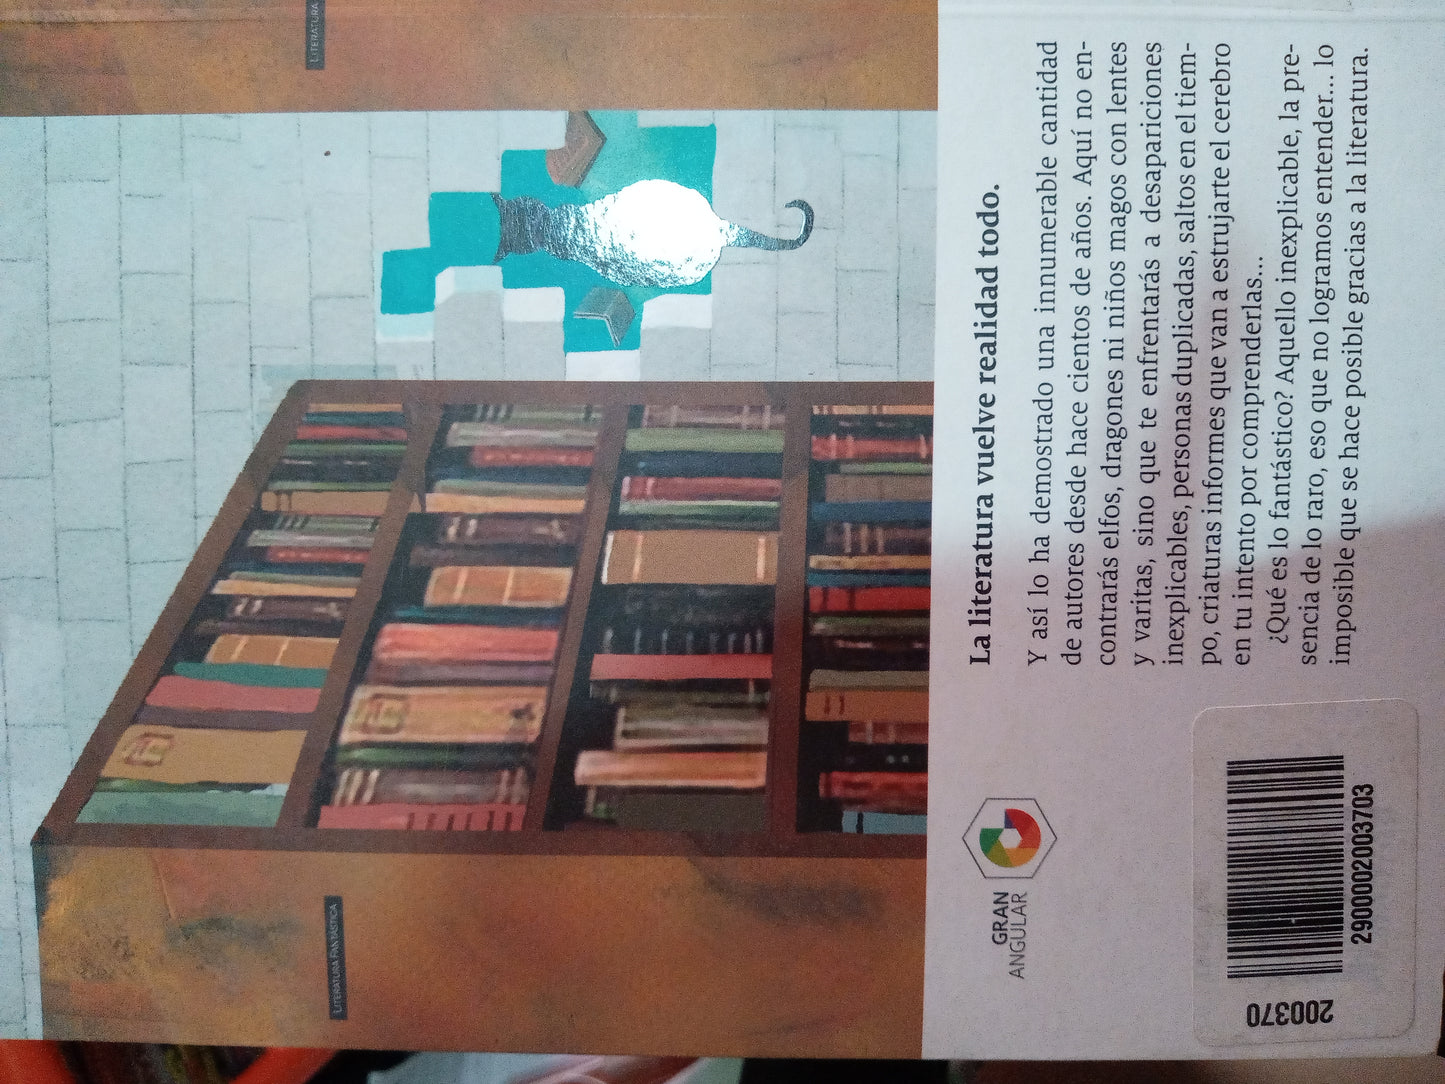 LITERATURA FANTÁSTICA
LITERATURA
La literatura vuelve realidad todo.
Y así lo ha demostrado una innumerable cantidad
de autores desde hace cientos de años. Aquí no en-
contrarás elfos, dragones ni niños magos con lentes
y varitas, sino que te enfrentarás a desapariciones
inexplicables, personas duplicadas, saltos en el tiem-
po, criaturas informes que van a estrujarte el cerebro
en tu intento por comprenderlas...
¿Qué es lo fantástico? Aquello inexplicable, la pre-
sencia de lo raro, eso que no logramos entender... lo
imposible que se hace posible gracias a la literatura.
GRAN
ANGULAR
2900002003703
200370